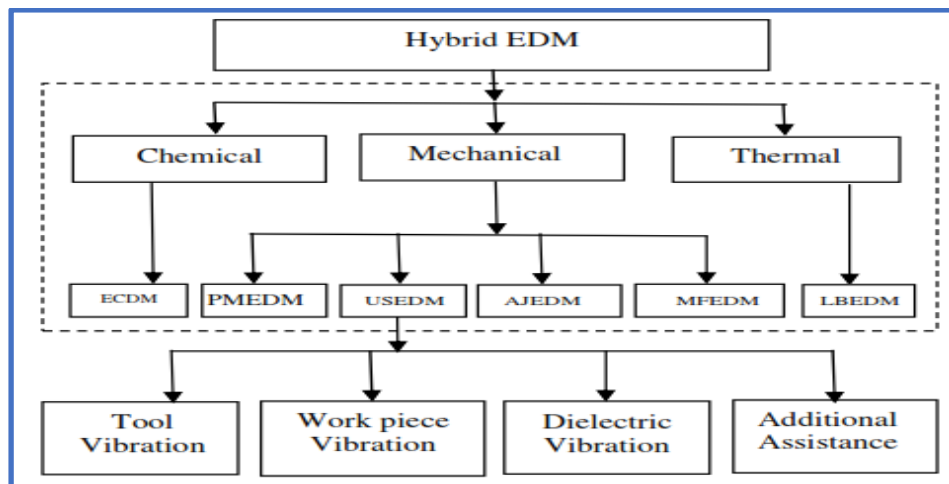 Hybrid EDM
Chemical
Mechanical
Thermal
ECDM
PMEDM
USEDM
AJEDM
MFEDM
LBEDM
Tool
Vibration
Work piece
Vibration
Dielectric
Vibration
Additional
Assistance